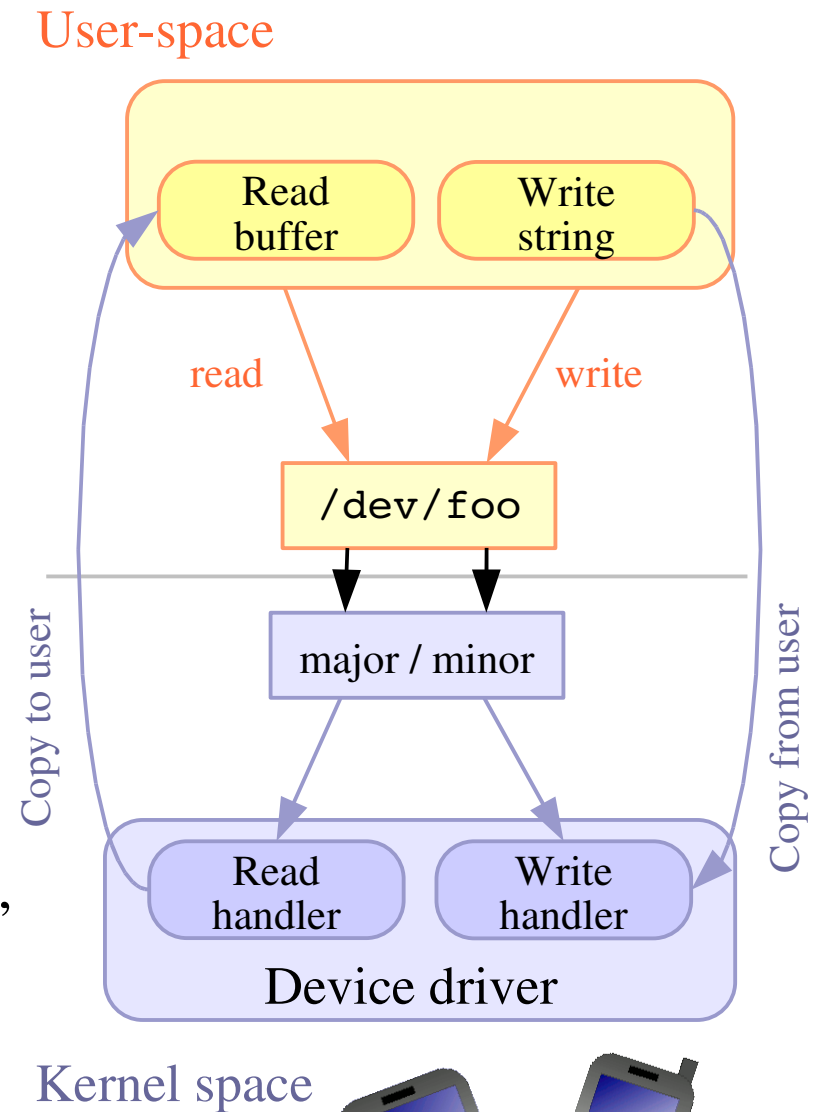 User-space
Read
buffer
Write
string
read
write
/dev/foo
major / minor
Copy to user
Copy from user
Read
handler
Write
handler
,
Device driver
Kernel space